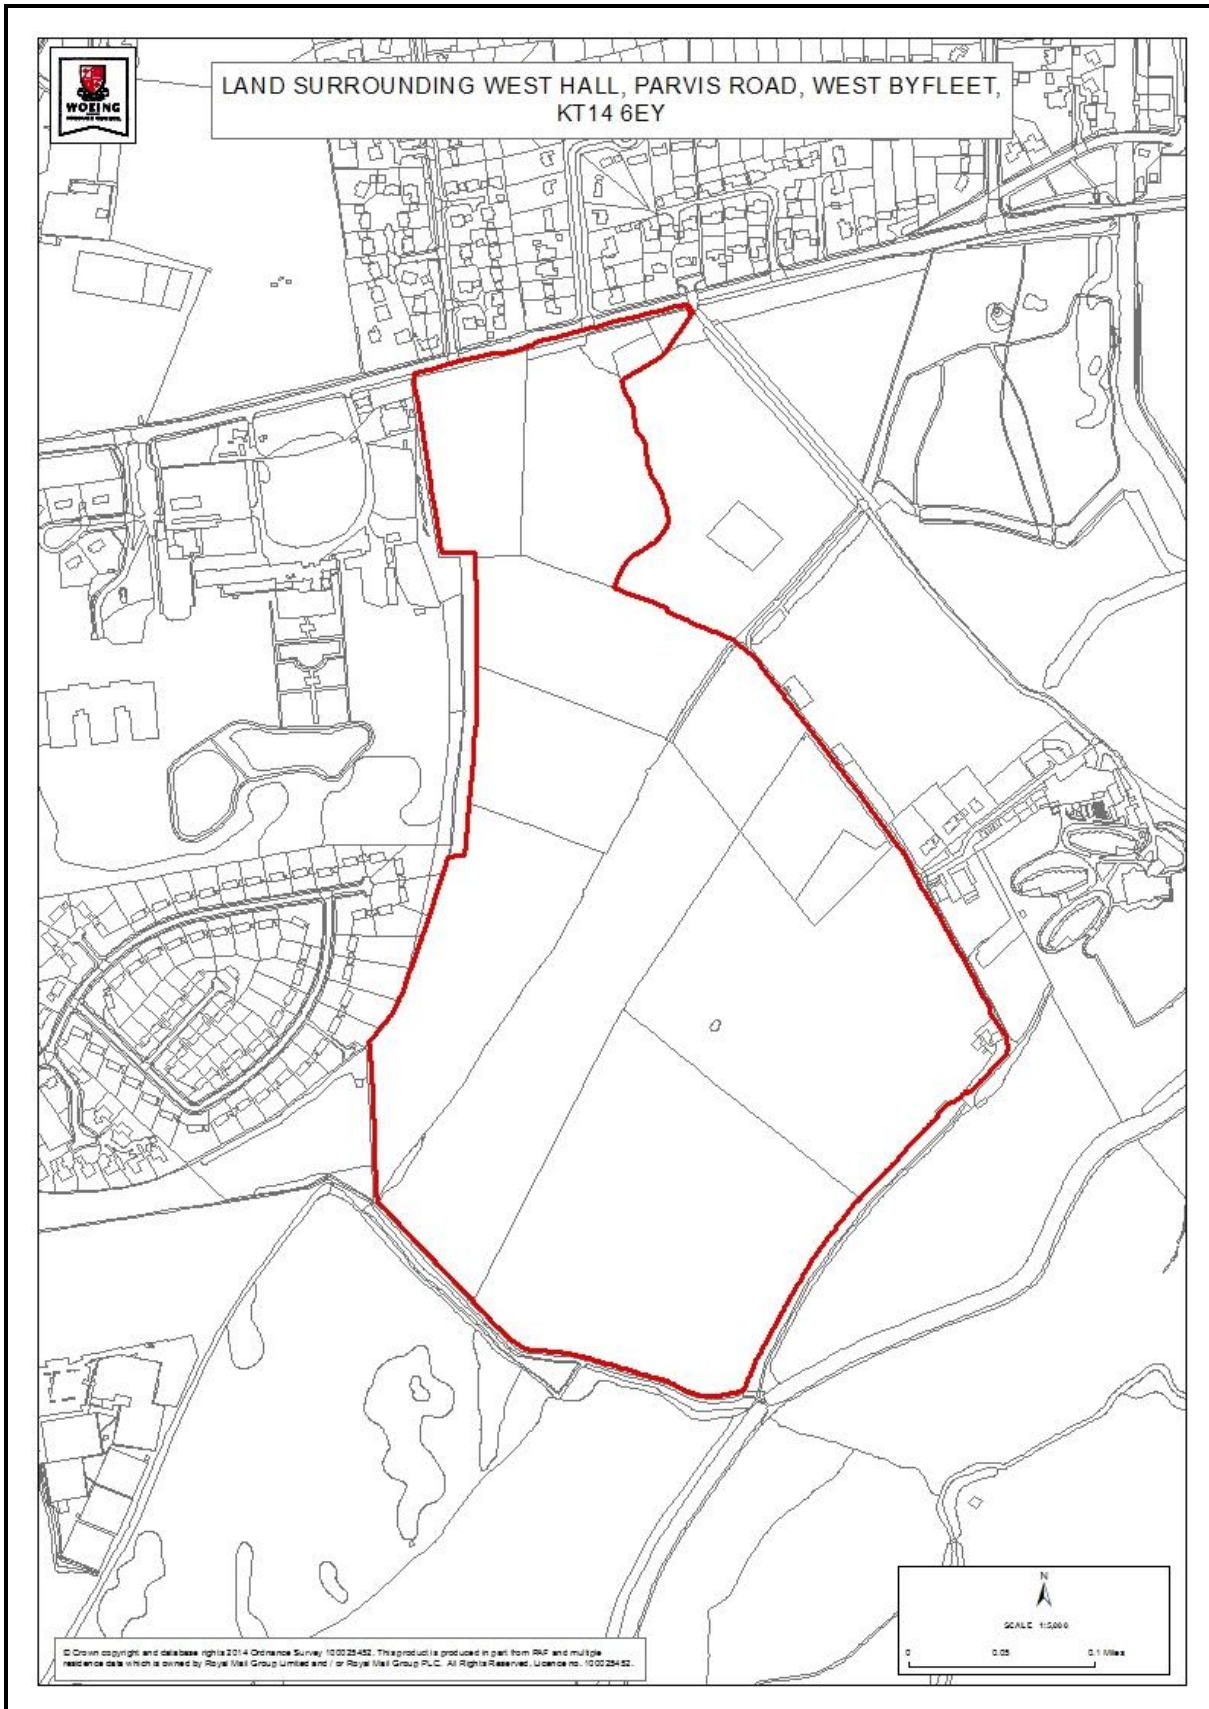 WOKING
BOROUGH COUNCIL
LAND SURROUNDING WEST HALL, PARVIS ROAD, WEST BYFLEET,
KT14 6EY
N
SCALE 1:5,000
0 0.05 0.1 Miles
© Crown copyright and database rights 2014 Ordnance Survey 100025452. This product is produced in part from PAF and multiple
residence data which is owned by Royal Mail Group Limited and / or Royal Mail Group PLC. All Rights Reserved, Licence no. 100025452.